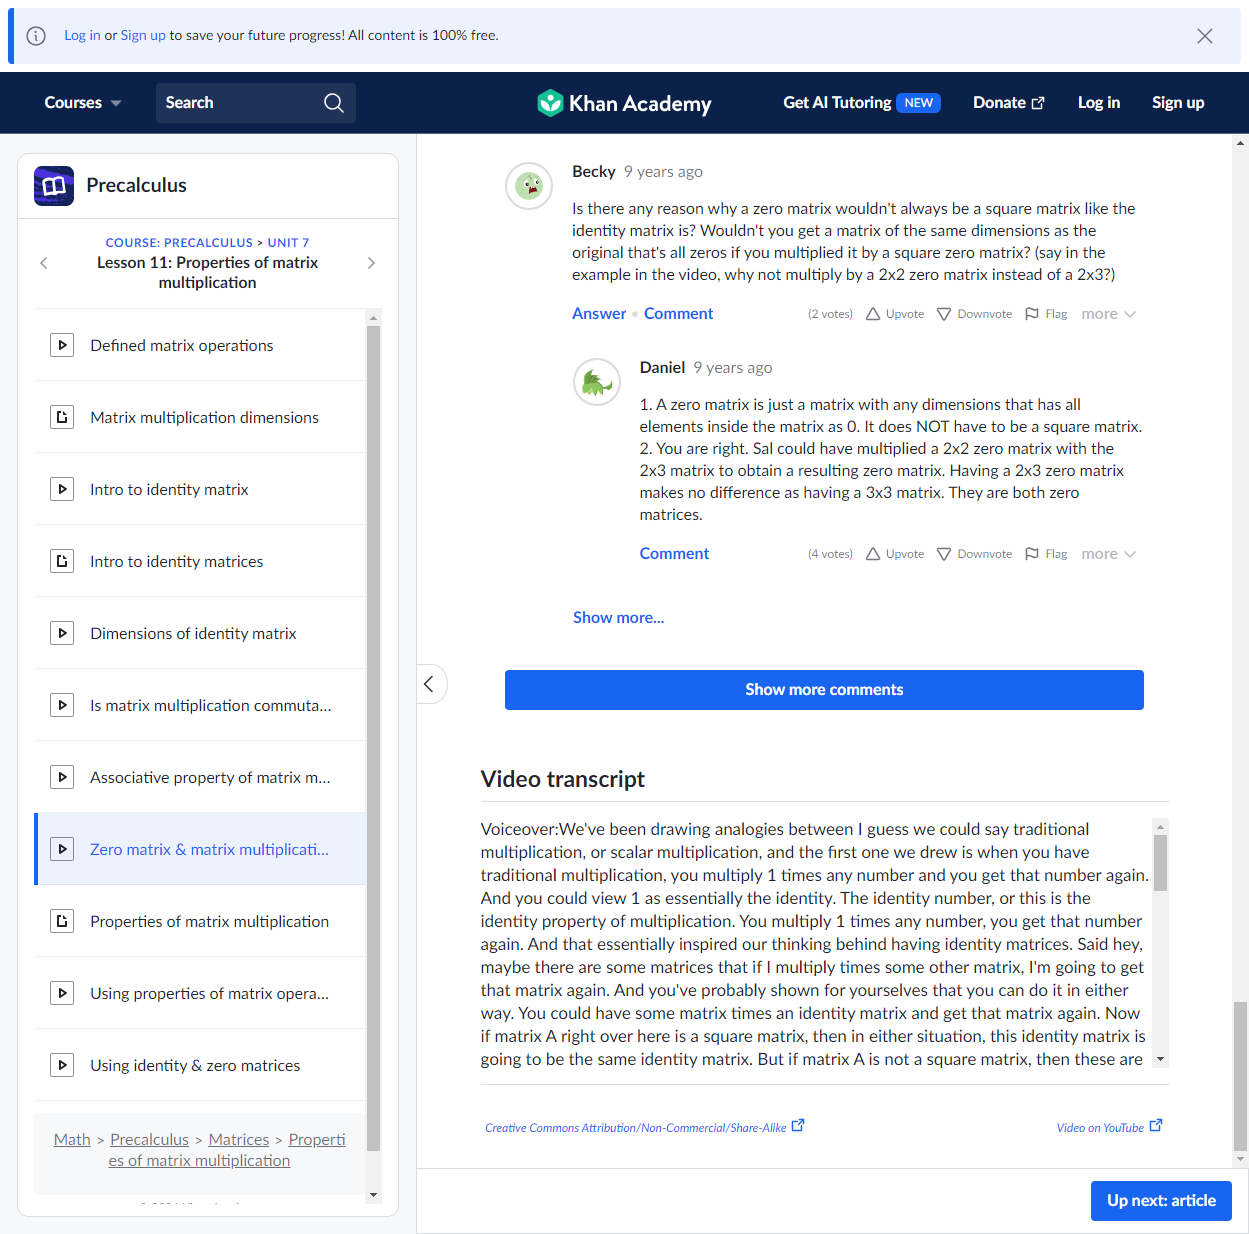 Log in or Sign up to save your future progress! All content is 100% free.
Courses
Search
Khan Academy
Get AI Tutoring NEW
Donate
Log in
Sign up
Precalculus
COURSE: PRECALCULUS > UNIT 7
Lesson 11: Properties of matrix
multiplication
Defined matrix operations
Matrix multiplication dimensions
Intro to identity matrix
Intro to identity matrices
Dimensions of identity matrix
Is matrix multiplication commuta...
Associative property of matrix m...
Zero matrix & matrix multiplicati...
Properties of matrix multiplication
Using properties of matrix opera...
Using identity & zero matrices
Math > Precalculus > Matrices > Properti
es of matrix multiplication
Becky 9 years ago
Is there any reason why a zero matrix wouldn't always be a square matrix like the
identity matrix is? Wouldn't you get a matrix of the same dimensions as the
original that's all zeros if you multiplied it by a square zero matrix? (say in the
example in the video, why not multiply by a 2x2 zero matrix instead of a 2x3?)
Answer • Comment (2 votes) Upvote Downvote Flag more
Daniel 9 years ago
1. A zero matrix is just a matrix with any dimensions that has all
elements inside the matrix as 0. It does NOT have to be a square matrix.
2. You are right. Sal could have multiplied a 2x2 zero matrix with the
2x3 matrix to obtain a resulting zero matrix. Having a 2x3 zero matrix
makes no difference as having a 3x3 matrix. They are both zero
matrices.
Comment (4 votes) Upvote Downvote Flag more
Show more...
Show more comments
Video transcript
Voiceover:We've been drawing analogies between I guess we could say traditional
multiplication, or scalar multiplication, and the first one we drew is when you have
traditional multiplication, you multiply 1 times any number and you get that number again.
And you could view 1 as essentially the identity. The identity number, or this is the
identity property of multiplication. You multiply 1 times any number, you get that number
again. And that essentially inspired our thinking behind having identity matrices. Said hey,
maybe there are some matrices that if I multiply times some other matrix, I'm going to get
that matrix again. And you've probably shown for yourselves that you can do it in either
way. You could have some matrix times an identity matrix and get that matrix again. Now
if matrix A right over here is a square matrix, then in either situation, this identity matrix is
going to be the same identity matrix. But if matrix A is not a square matrix, then these are
Creative Commons Attribution/Non-Commercial/Share-Alike
Video on YouTube
Up next: article